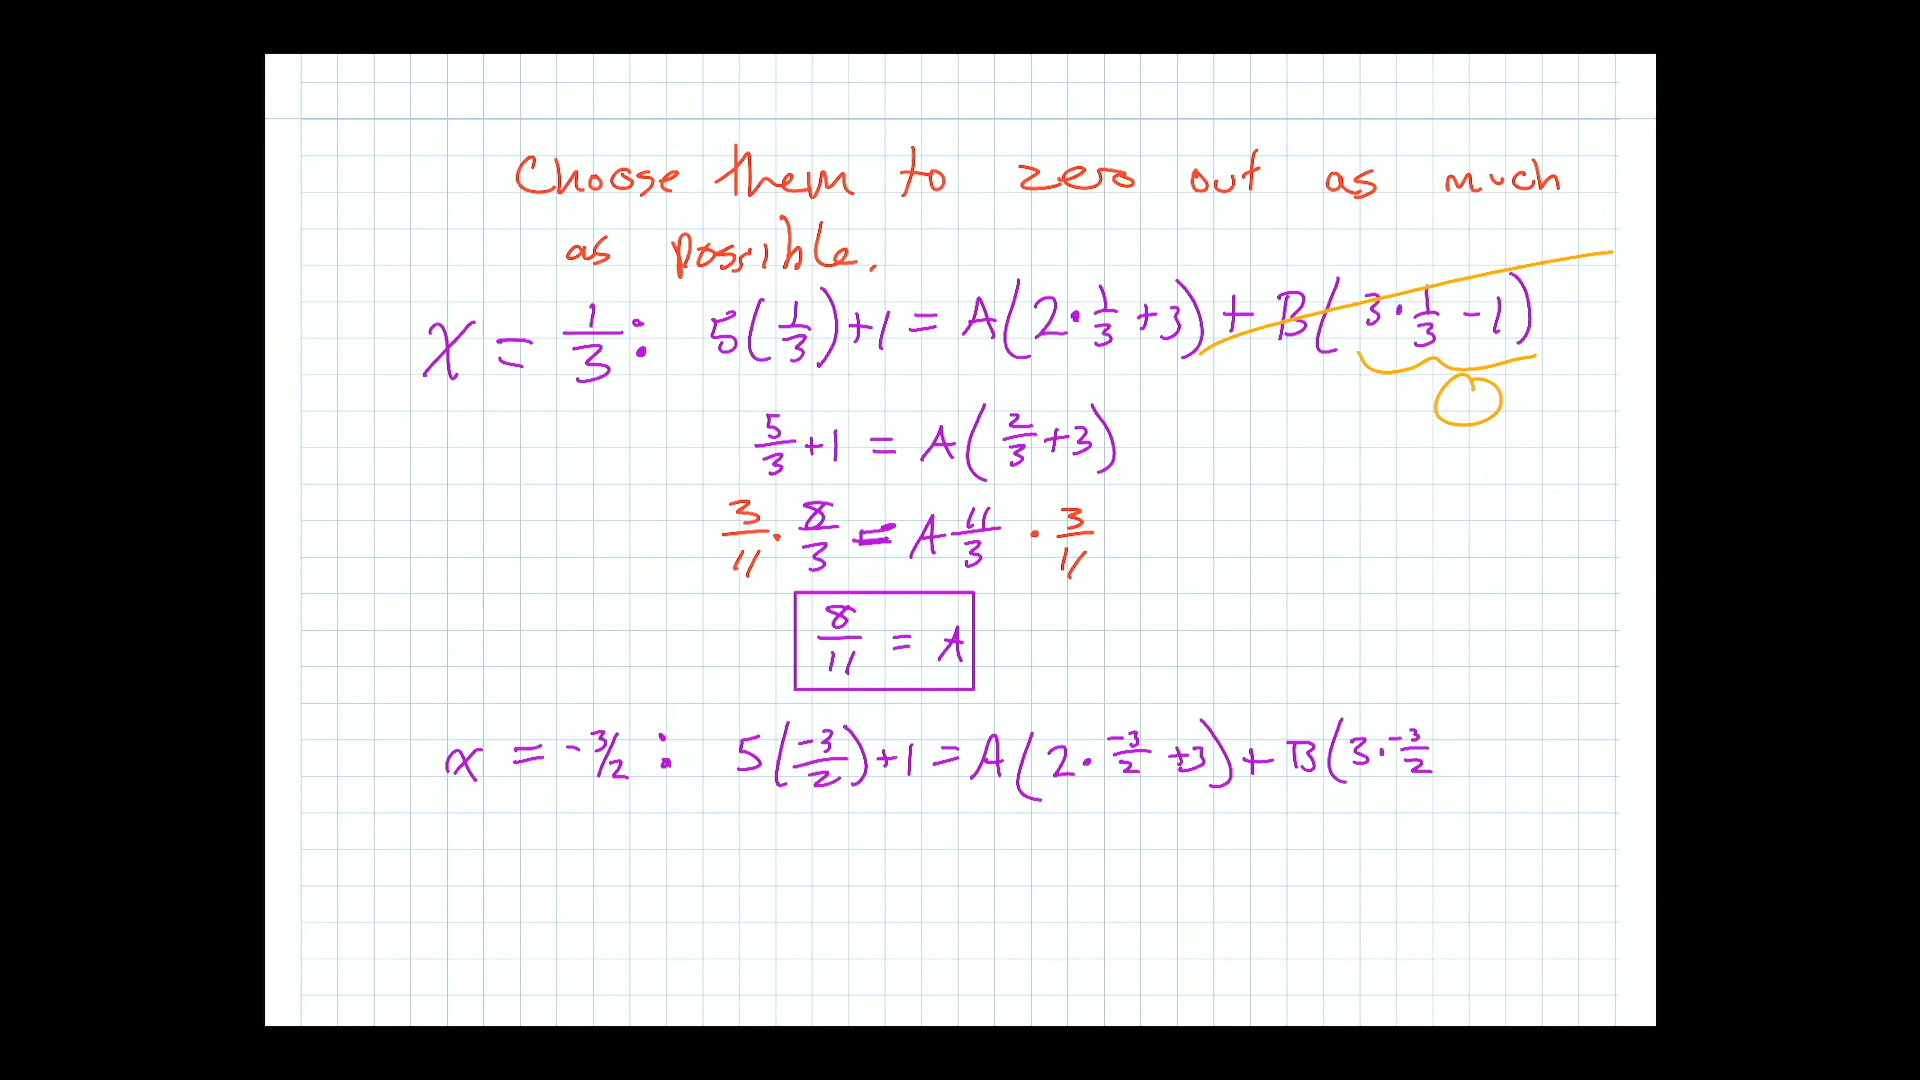 Choose them to zero out as much
as possible.
x = 1/3 : 5(1/3)+1 = A(2·1/3+3) + B(3·1/3-1)
0
5/3+1 = A(2/3+3)
3/11 · 8/3 = A 11/3 · 3/11
8/11 = A
x = -3/2 : 5(-3/2)+1 = A(2·-3/2+3) + B(3·-3/2